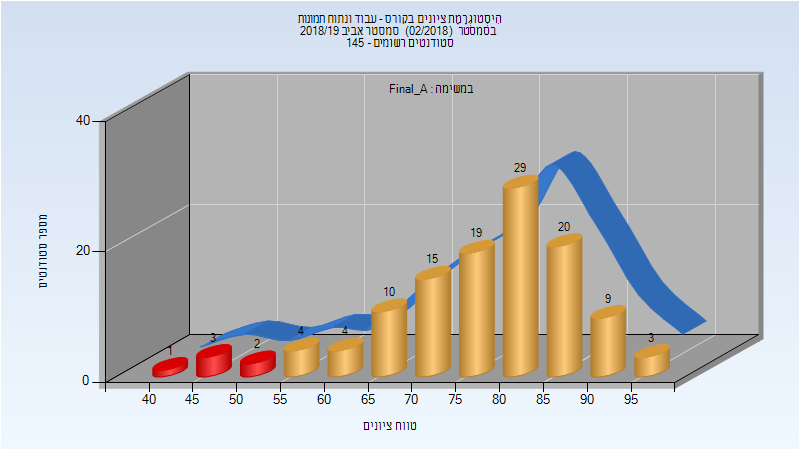 היסטוגרמת ציונים בקורס - עבוד ונתוח תמונות
בסמסטר (02/2018) סמסטר אביב 2018/19
סטודנטים רשומים - 145
במשימה : Final_A
מספר סטודנטים
40
20
0
1
3
2
4
4
10
15
19
29
20
9
3
40 45 50 55 60 65 70 75 80 85 90 95
טווח ציונים